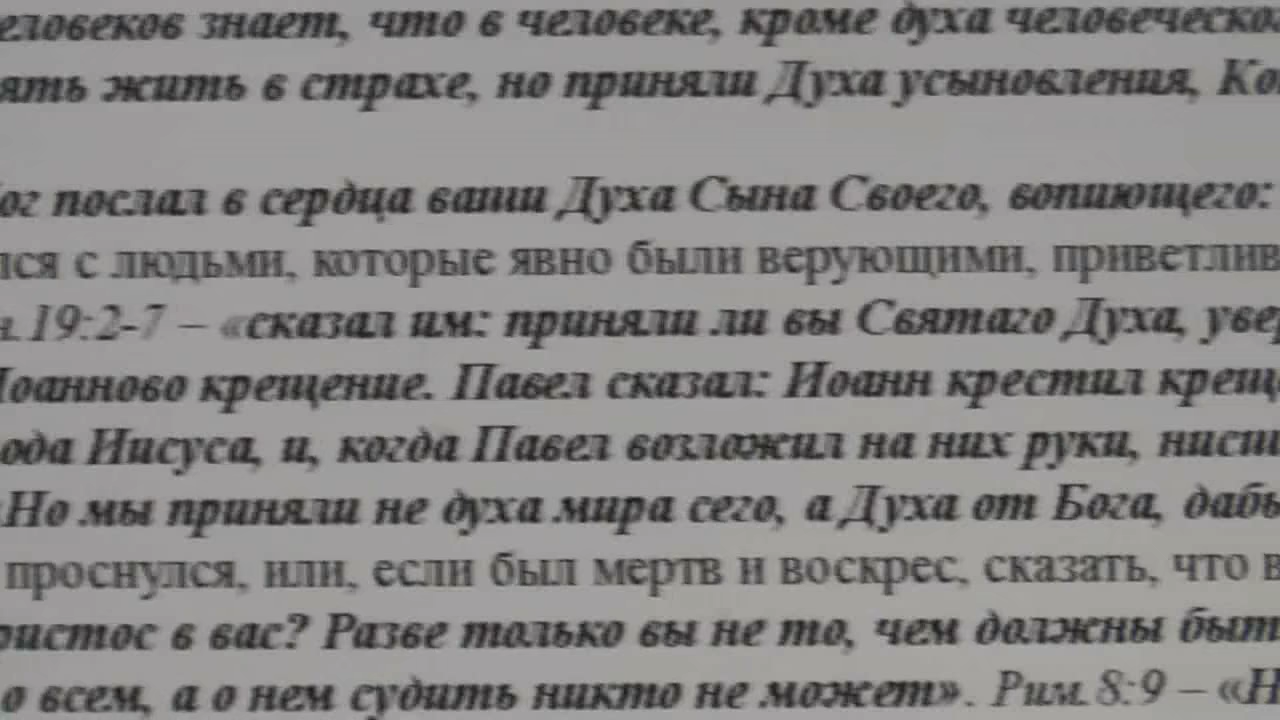 еловеков знает, что в человеке, кроме духа человеческо
ять жить в страхе, но приняли Духа усыновления, Ко
ог послал в сердца ваши Духа Сына Своего, вопиющего:
лся с людьми, которые явно были верующими, приветлив
н. 19:2-7 – «сказал им: приняли ли вы Святаго Духа, увер
Иоанново крещение. Павел сказал: Иоанн крестил крещ
ода Иисуса, и, когда Павел возложил на них руки, нисш
«Но мы приняли не духа мира сего, а Духа от Бога, дабы
проснулся, или, если был мертв и воскрес, сказать, что в
ристос в вас? Разве только вы не то, чем должны быт
о всем, а о нем судить никто не может». Рим. 8:9 – «Н